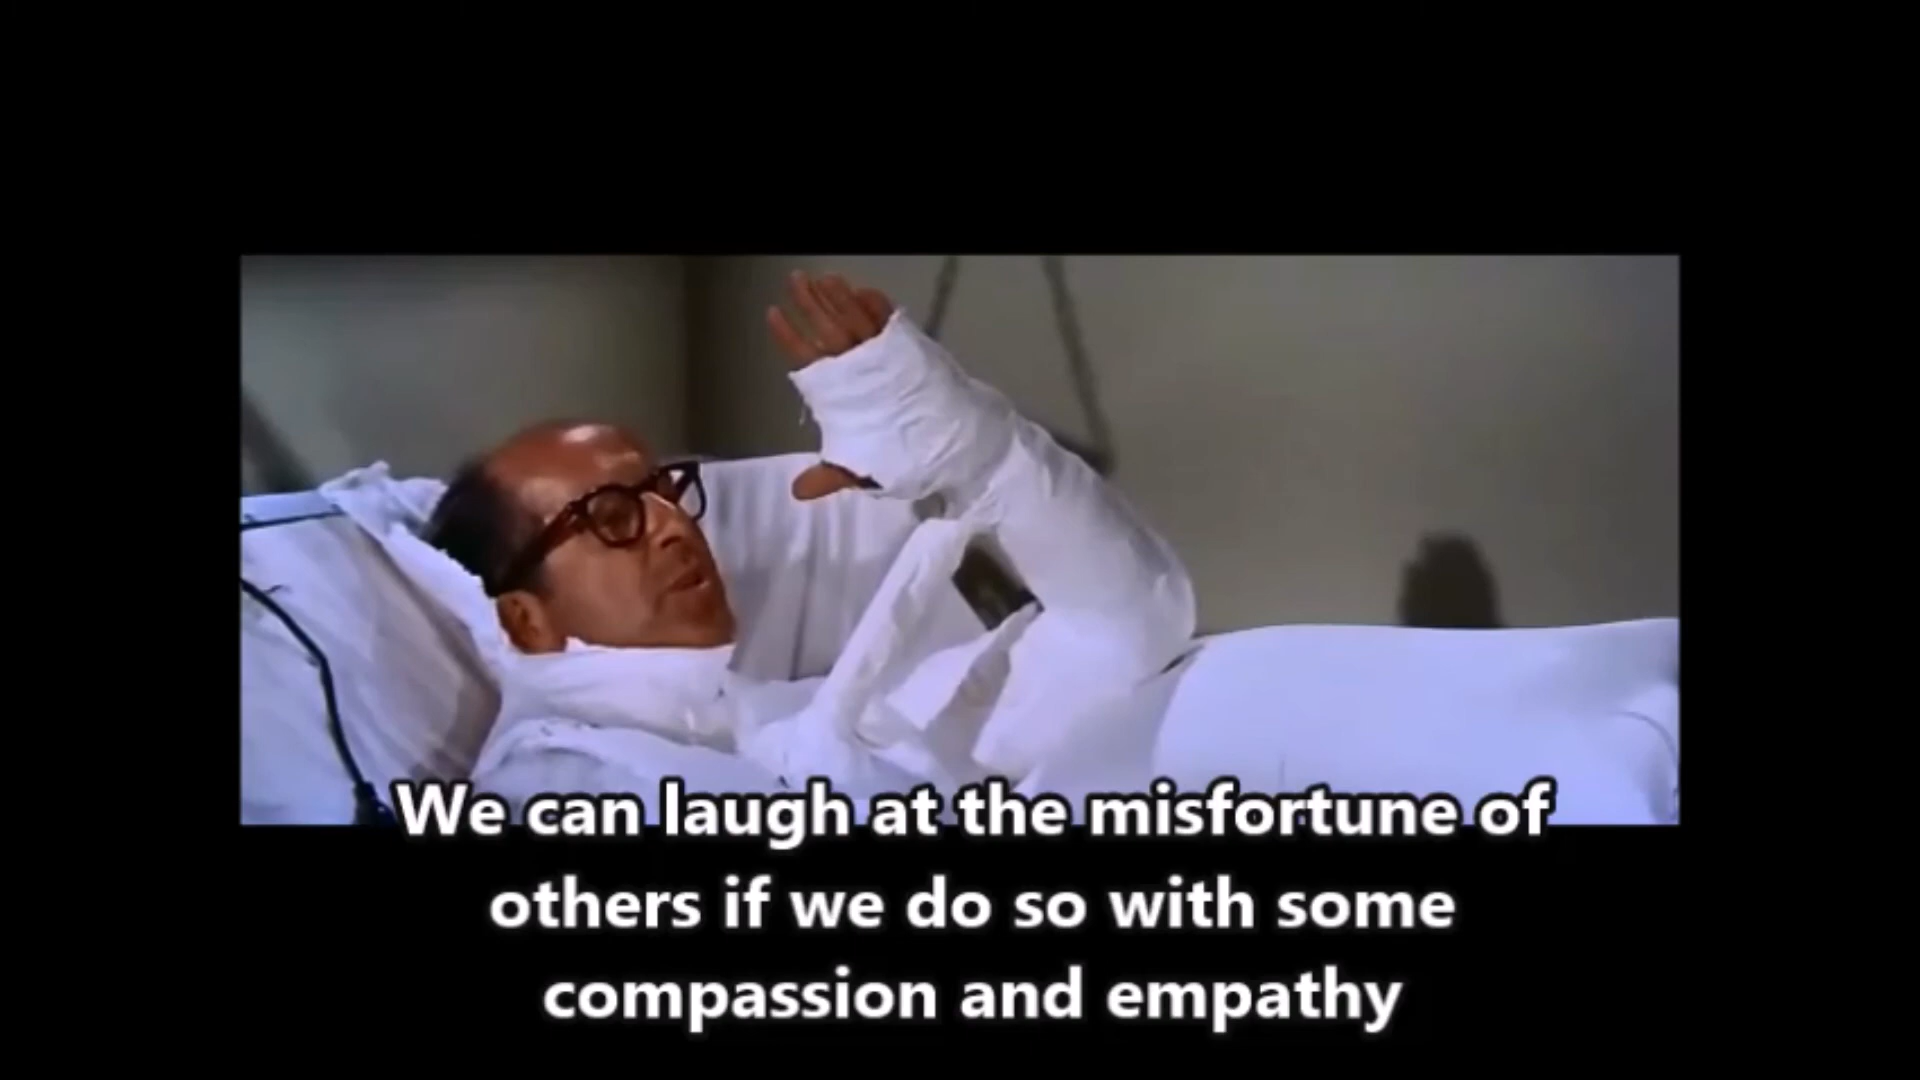 We can laugh at the misfortune of
others if we do so with some
compassion and empathy